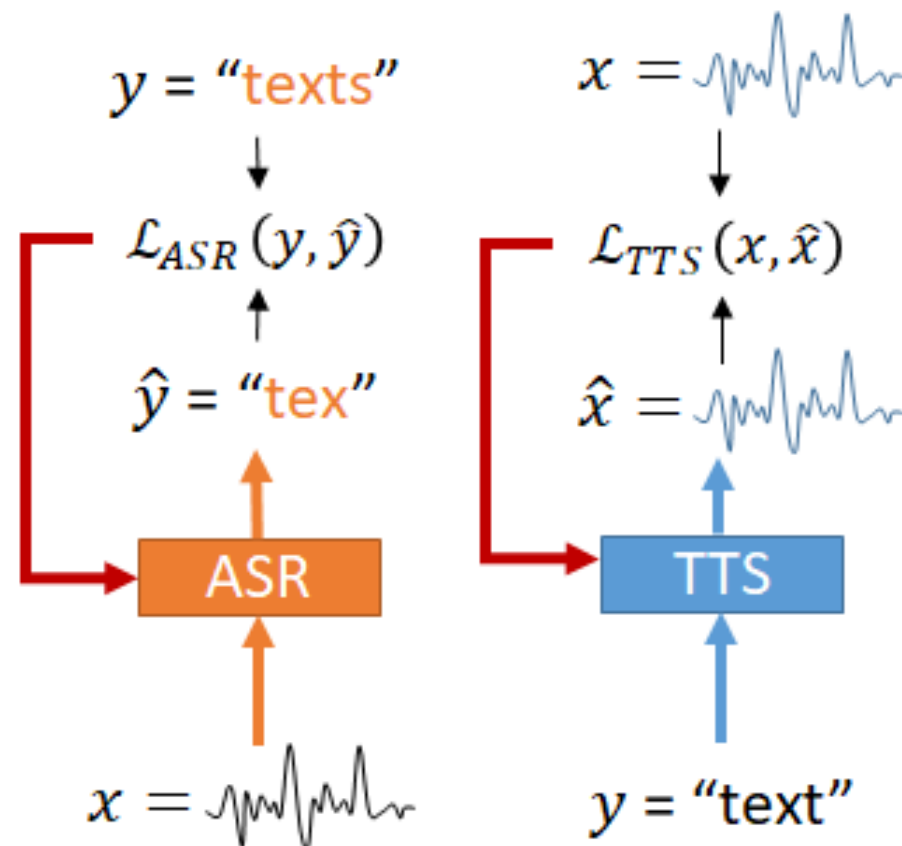 y = “texts”
ℒ_ASR(y, ŷ)
ŷ = “tex”
ASR
x =
x =
ℒ_TTS(x, x̂)
x̂ =
TTS
y = “text”